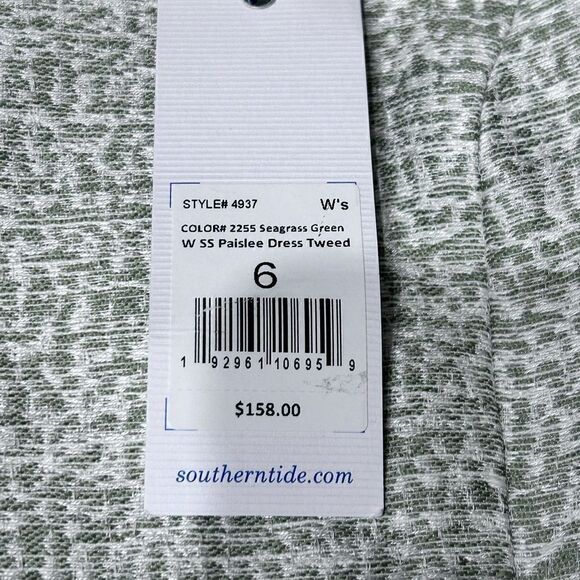 STYLE# 4937 W's
COLOR# 2255 Seagrass Green
W SS Paislee Dress Tweed
6
1 92961 10695 9
$158.00
southerntide.com